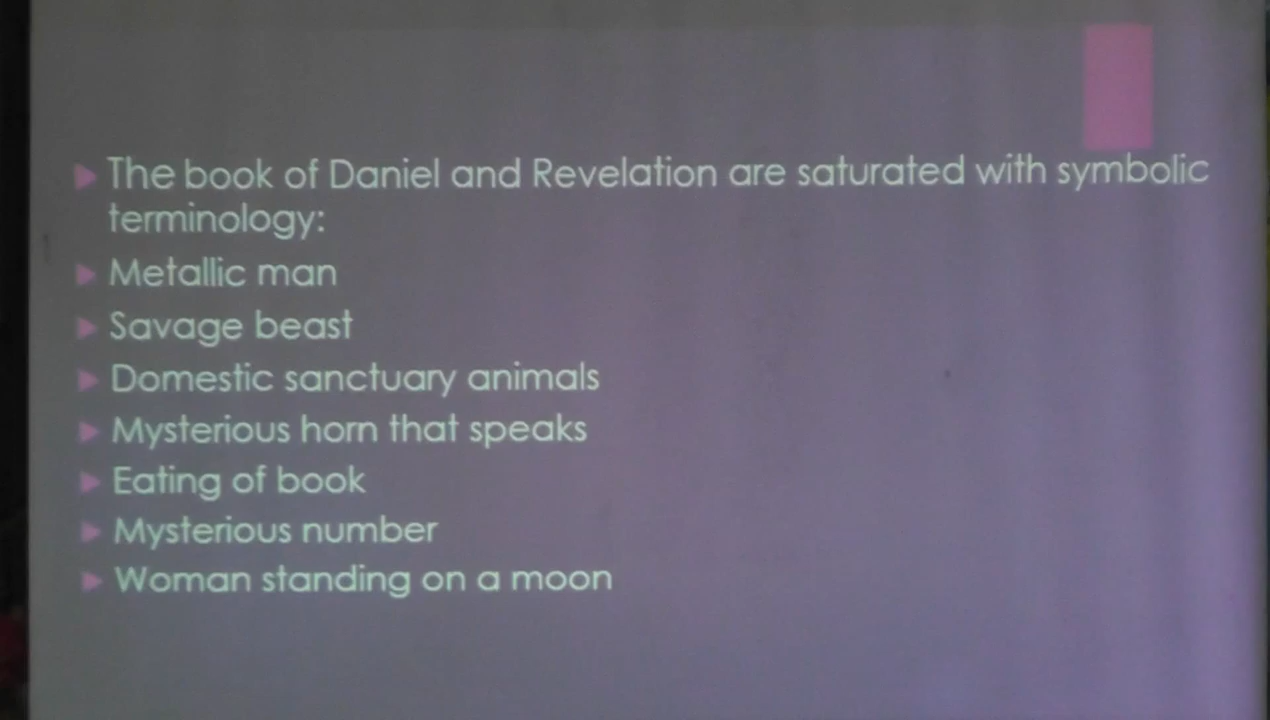 The book of Daniel and Revelation are saturated with symbolic
terminology:
Metallic man
Savage beast
Domestic sanctuary animals
Mysterious horn that speaks
Eating of book
Mysterious number
Woman standing on a moon